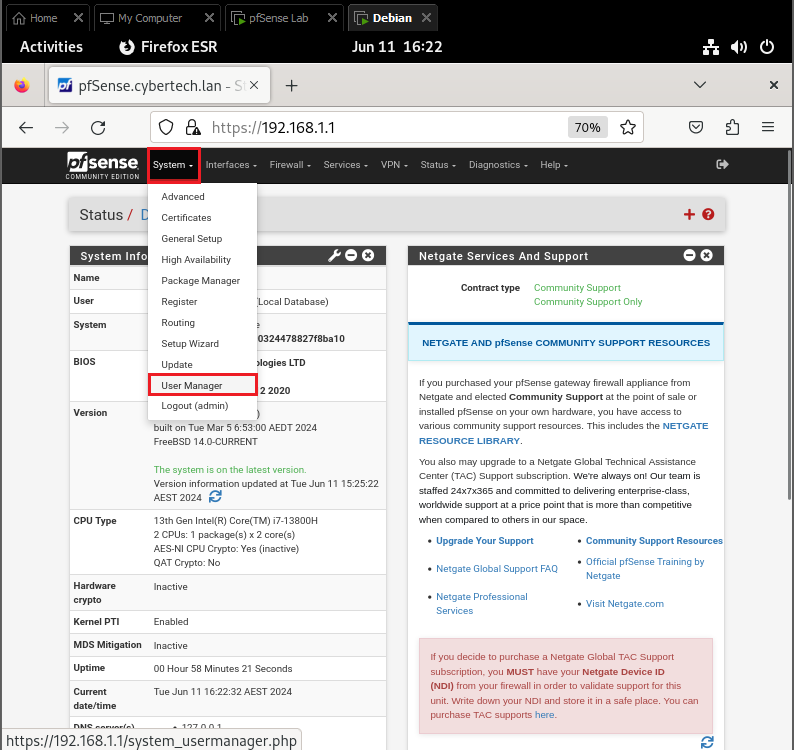 Home
My Computer
pfSense Lab
Debian
Activities
Firefox ESR
Jun 11 16:22
pfSense.cybertech.lan - S
https://192.168.1.1
70%
pfsense
COMMUNITY EDITION
System
Interfaces
Firewall
Services
VPN
Status
Diagnostics
Help
Advanced
Certificates
General Setup
High Availability
Package Manager
Register
Routing
Setup Wizard
Update
User Manager
Logout (admin)
Status / D
System Info
Name
User
(Local Database)
System
e
0324478827f8ba10
BIOS
ologies LTD
2 2020
Version
)
built on Tue Mar 5 6:53:00 AEDT 2024
FreeBSD 14.0-CURRENT
The system is on the latest version.
Version information updated at Tue Jun 11 15:25:22
AEST 2024
CPU Type
13th Gen Intel(R) Core(TM) i7-13800H
2 CPUs: 1 package(s) x 2 core(s)
AES-NI CPU Crypto: Yes (inactive)
QAT Crypto: No
Hardware
crypto
Inactive
Kernel PTI
Enabled
MDS Mitigation
Inactive
Uptime
00 Hour 58 Minutes 21 Seconds
Current
date/time
Tue Jun 11 16:22:32 AEST 2024
DNS server(s)
• 127.0.0.1
Netgate Services And Support
Contract type
Community Support
Community Support Only
NETGATE AND pfSense COMMUNITY SUPPORT RESOURCES
If you purchased your pfSense gateway firewall appliance from
Netgate and elected Community Support at the point of sale or
installed pfSense on your own hardware, you have access to
various community support resources. This includes the NETGATE
RESOURCE LIBRARY.
You also may upgrade to a Netgate Global Technical Assistance
Center (TAC) Support subscription. We're always on! Our team is
staffed 24x7x365 and committed to delivering enterprise-class,
worldwide support at a price point that is more than competitive
when compared to others in our space.
• Upgrade Your Support
• Community Support Resources
• Netgate Global Support FAQ
• Official pfSense Training by
Netgate
• Netgate Professional
Services
• Visit Netgate.com
If you decide to purchase a Netgate Global TAC Support
subscription, you MUST have your Netgate Device ID
(NDI) from your firewall in order to validate support for this
unit. Write down your NDI and store it in a safe place. You can
purchase TAC supports here.
https://192.168.1.1/system_usermanager.php